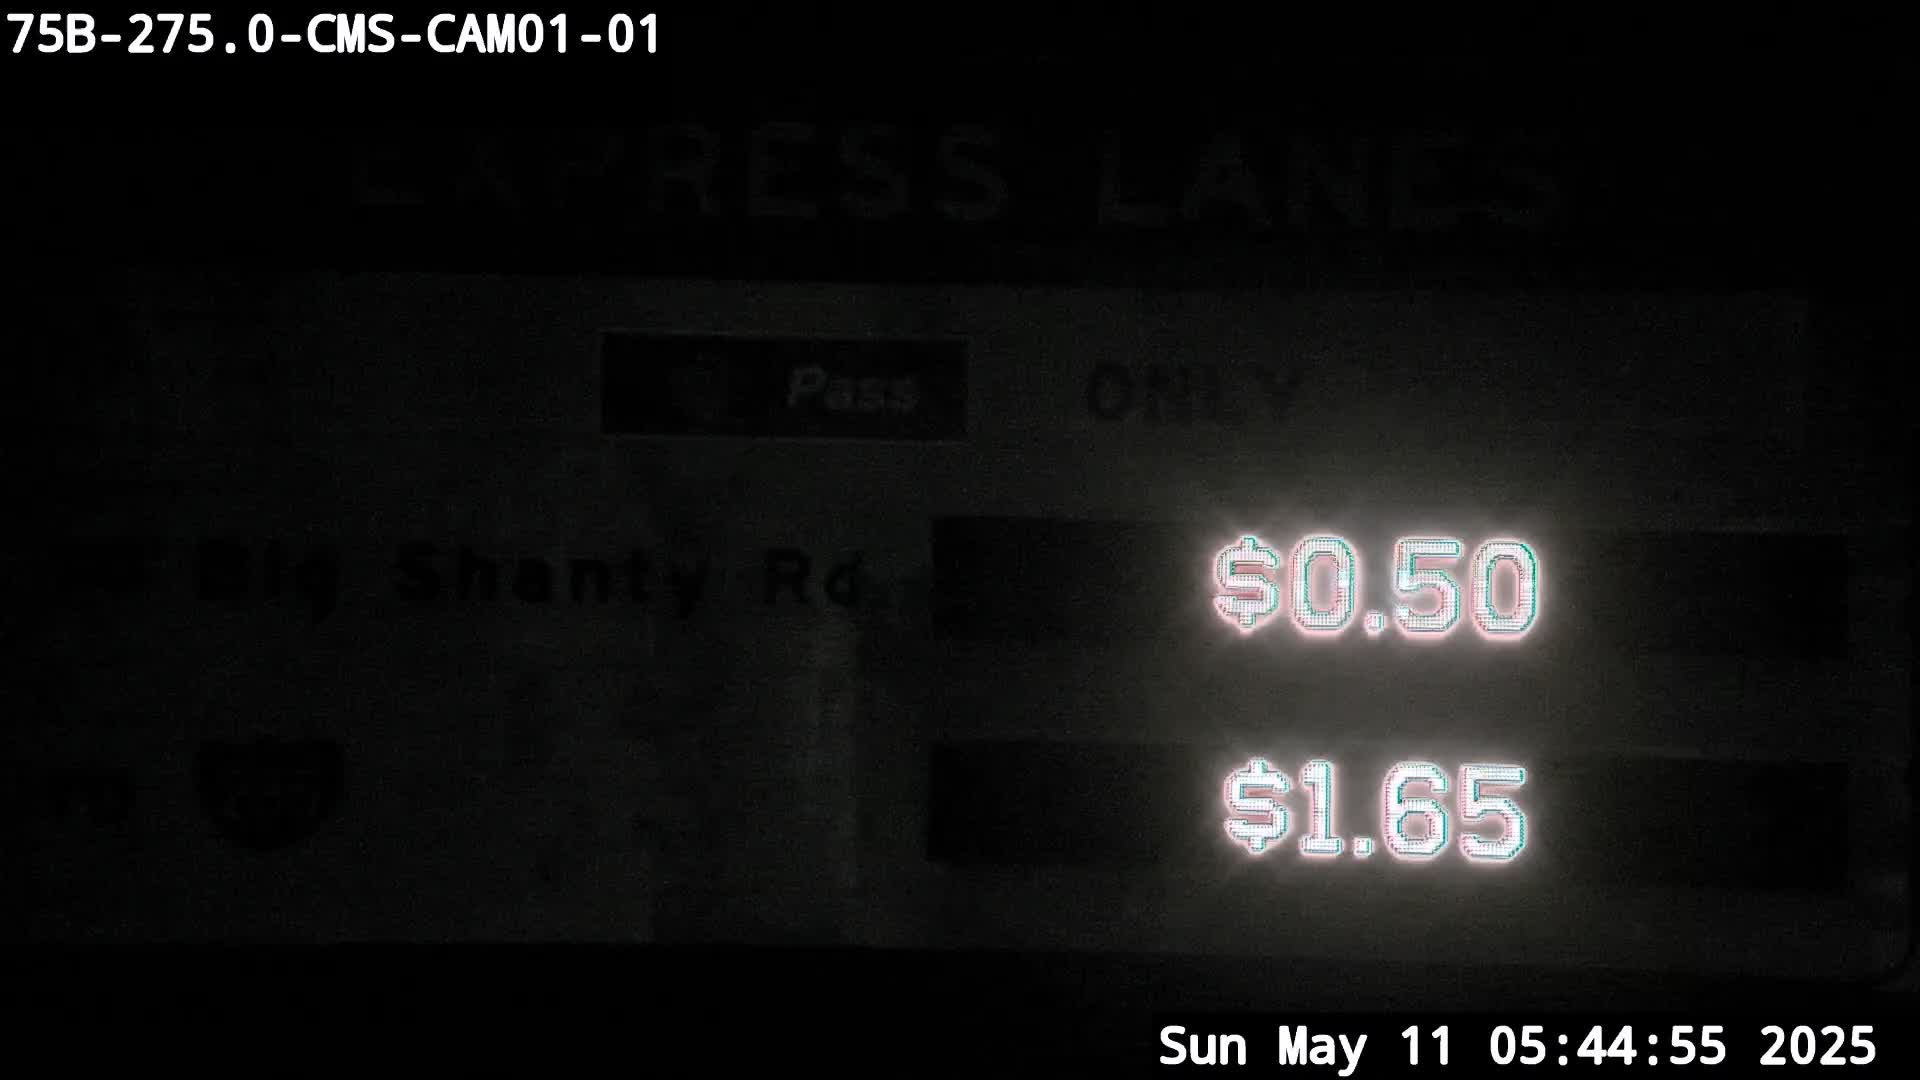 75B-275.0-CMS-CAM01-01
EXPRESS LANES
Pass ONLY
Big Shanty Rd $0.50
$1.65
Sun May 11 05:44:55 2025